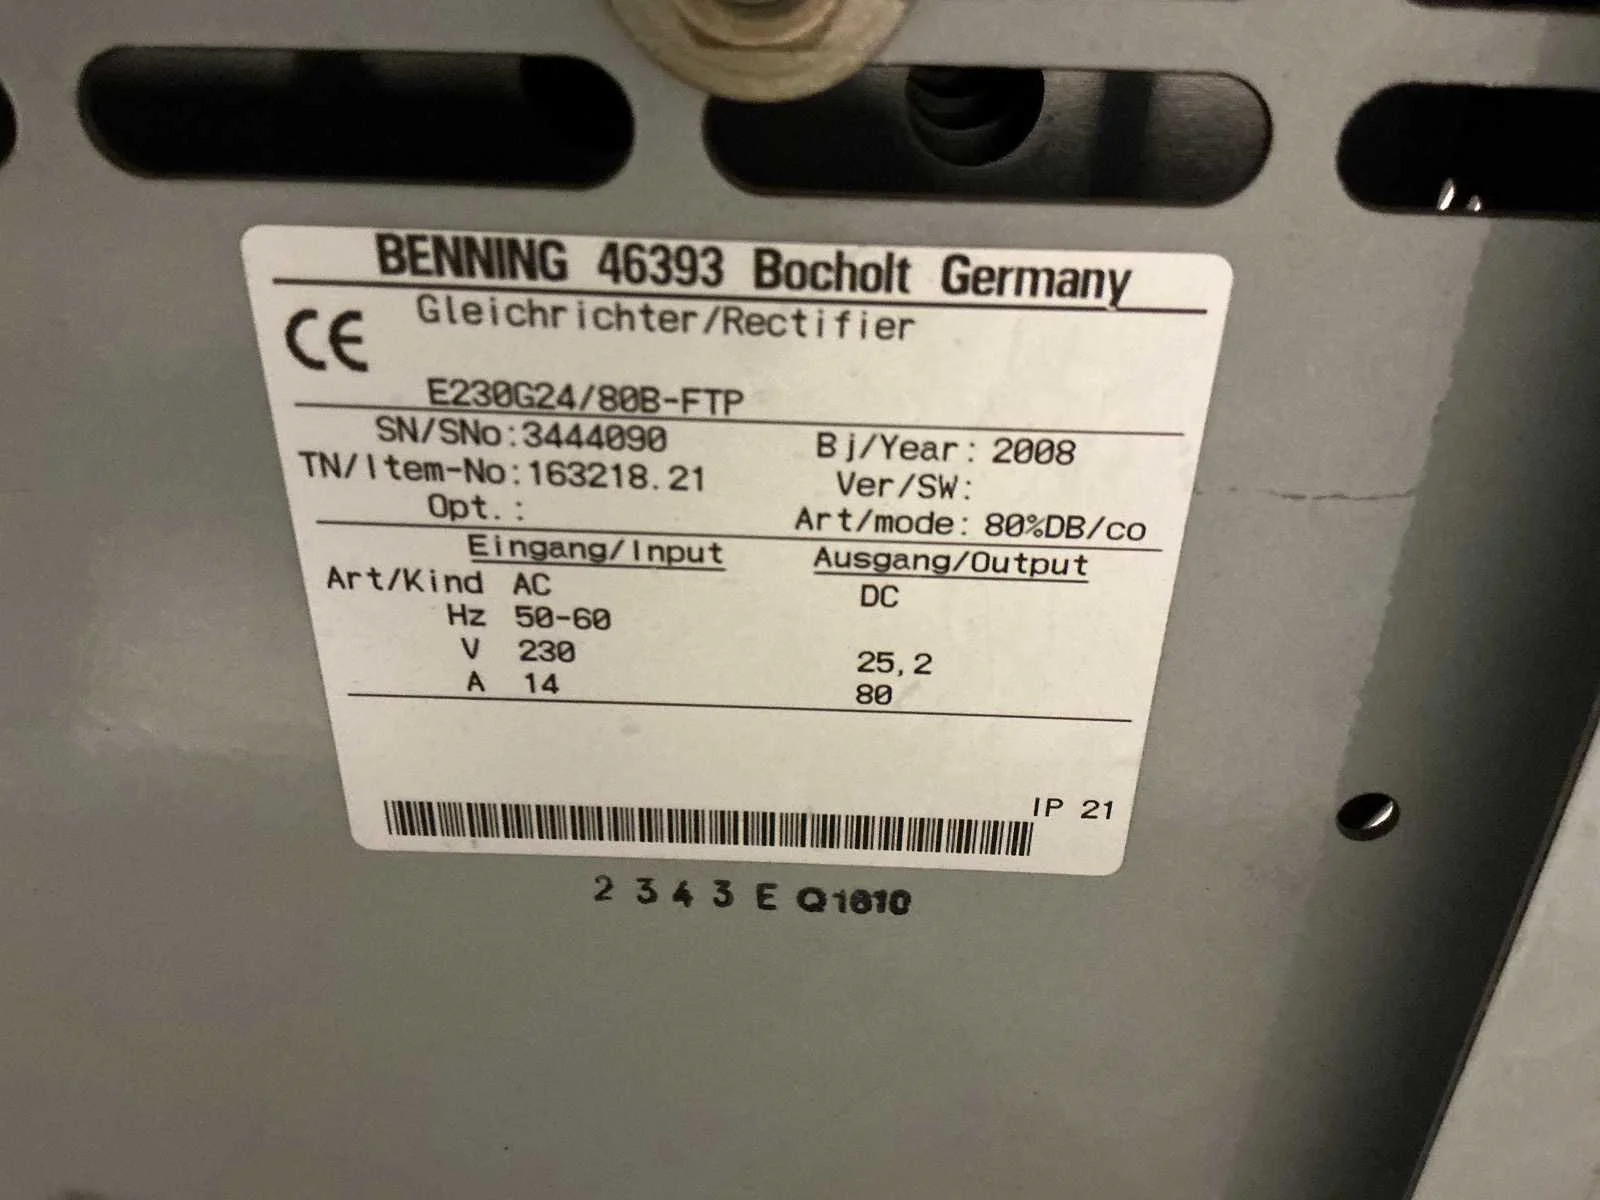 BENNING 46393 Bocholt Germany
CE Gleichrichter/Rectifier
E230G24/80B-FTP
SN/SNo:3444090 Bj/Year: 2008
TN/Item-No:163218.21 Ver/SW:
Opt.: Art/mode: 80%DB/co
Eingang/Input Ausgang/Output
Art/Kind AC DC
Hz 50-60
V 230 25,2
A 14 80
IP 21
2 3 4 3 E Q1010